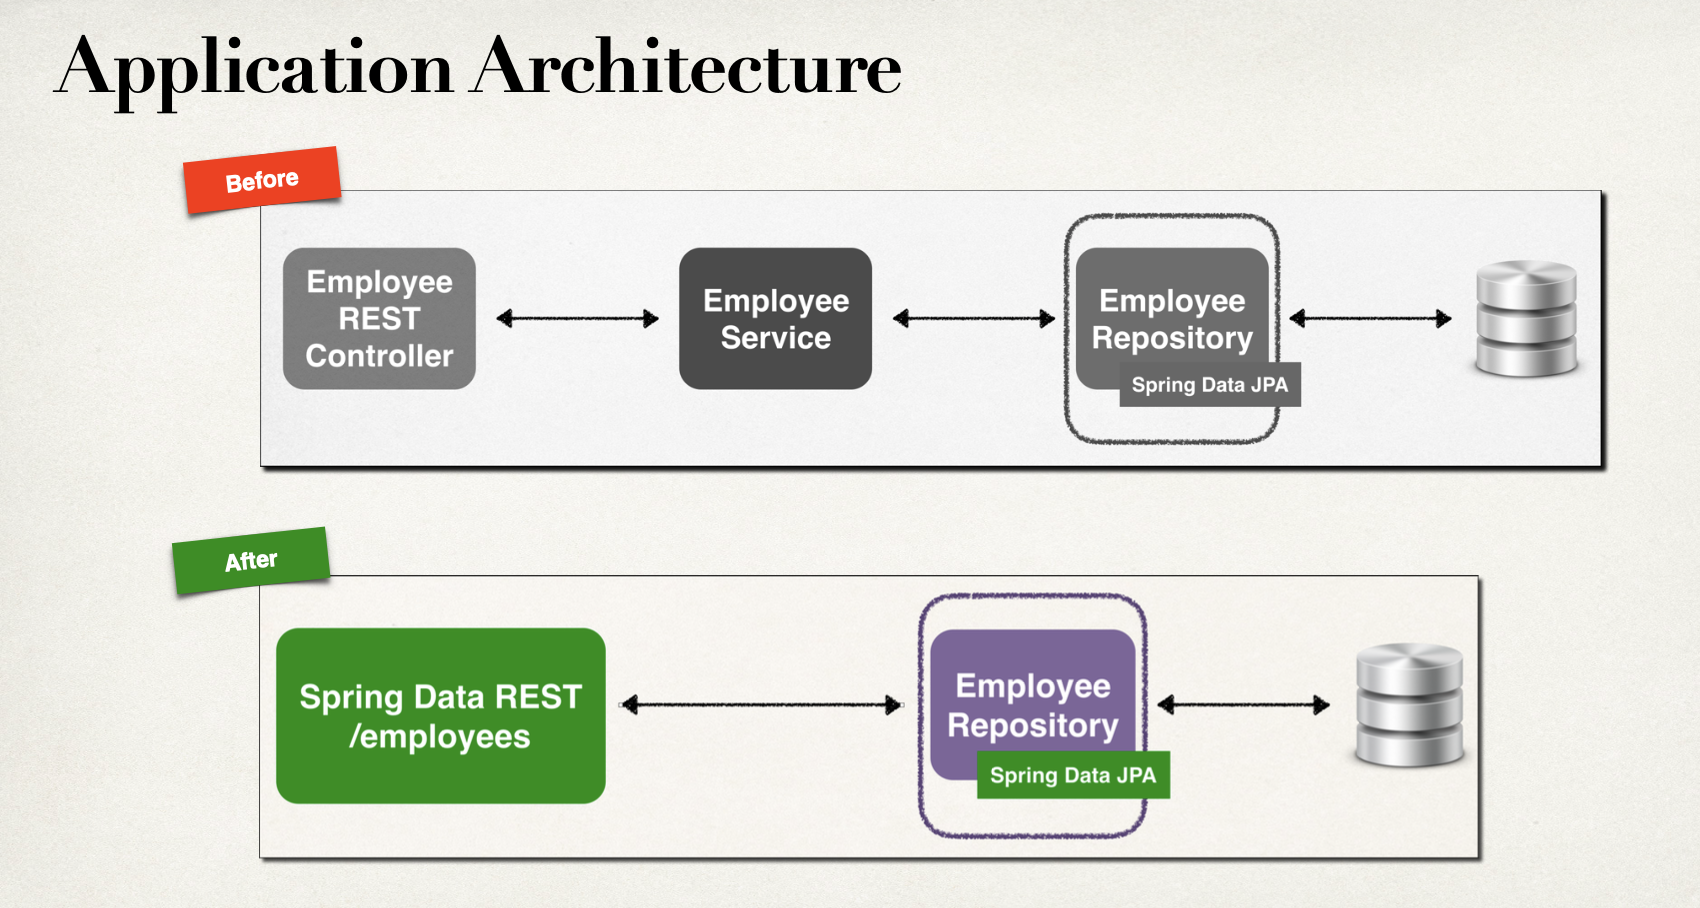 Application Architecture
Before
Employee
REST
Controller
Employee
Service
Employee
Repository
Spring Data JPA
After
Spring Data REST
/employees
Employee
Repository
Spring Data JPA